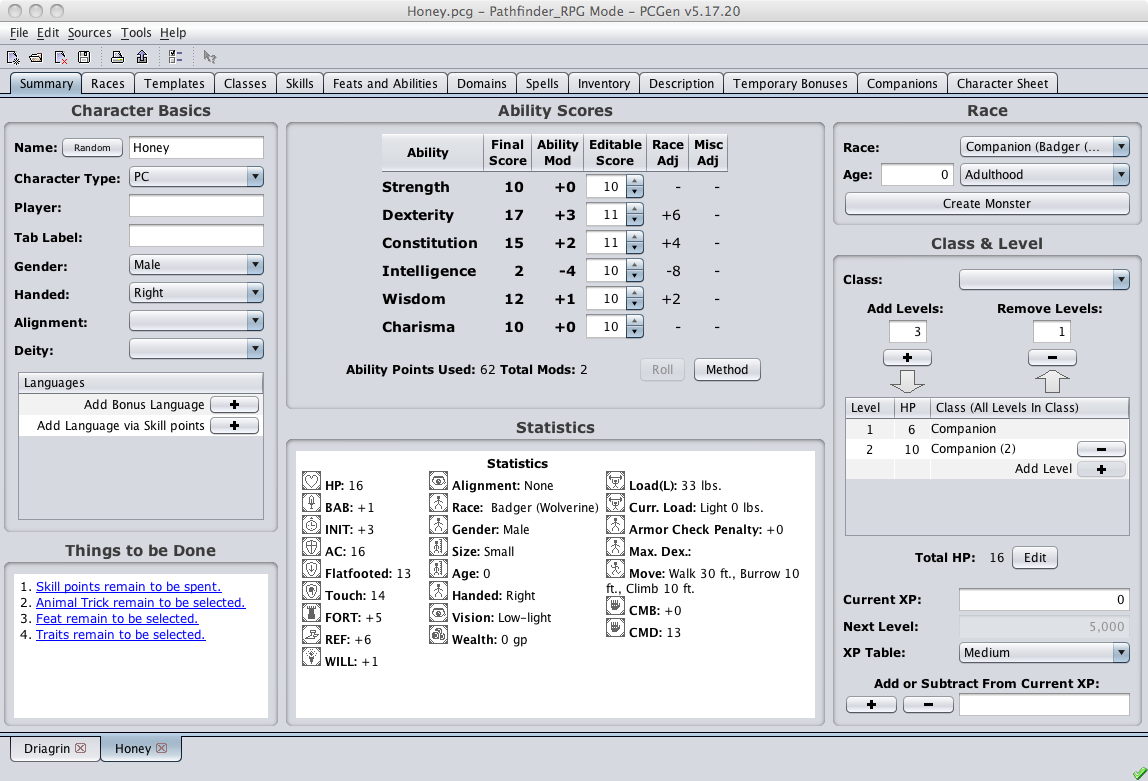 Honey.pcg – Pathfinder_RPG Mode – PCGen v5.17.20
File Edit Sources Tools Help
Summary Races Templates Classes Skills Feats and Abilities Domains Spells Inventory Description Temporary Bonuses Companions Character Sheet
Character Basics
Name: Random Honey
Character Type: PC
Player:
Tab Label:
Gender: Male
Handed: Right
Alignment:
Deity:
Languages
Add Bonus Language +
Add Language via Skill points +
Things to be Done
1. Skill points remain to be spent.
2. Animal Trick remain to be selected.
3. Feat remain to be selected.
4. Traits remain to be selected.
Ability Scores
Ability Final Score Ability Mod Editable Score Race Adj Misc Adj
Strength 10 +0 10 - -
Dexterity 17 +3 11 +6 -
Constitution 15 +2 11 +4 -
Intelligence 2 -4 10 -8 -
Wisdom 12 +1 10 +2 -
Charisma 10 +0 10 - -
Ability Points Used: 62 Total Mods: 2 Roll Method
Statistics
Statistics
HP: 16 Alignment: None Load(L): 33 lbs.
BAB: +1 Race: Badger (Wolverine) Curr. Load: Light 0 lbs.
INIT: +3 Gender: Male Armor Check Penalty: +0
AC: 16 Size: Small Max. Dex.:
Flatfooted: 13 Age: 0 Move: Walk 30 ft., Burrow 10
Touch: 14 Handed: Right ft., Climb 10 ft.
FORT: +5 Vision: Low-light CMB: +0
REF: +6 Wealth: 0 gp CMD: 13
WILL: +1
Race
Race: Companion (Badger (...
Age: 0 Adulthood
Create Monster
Class & Level
Class:
Add Levels: Remove Levels:
3 1
+ −
Level HP Class (All Levels In Class)
1 6 Companion
2 10 Companion (2) −
Add Level +
Total HP: 16 Edit
Current XP: 0
Next Level: 5,000
XP Table: Medium
Add or Subtract From Current XP:
+ −
Driagrin Honey